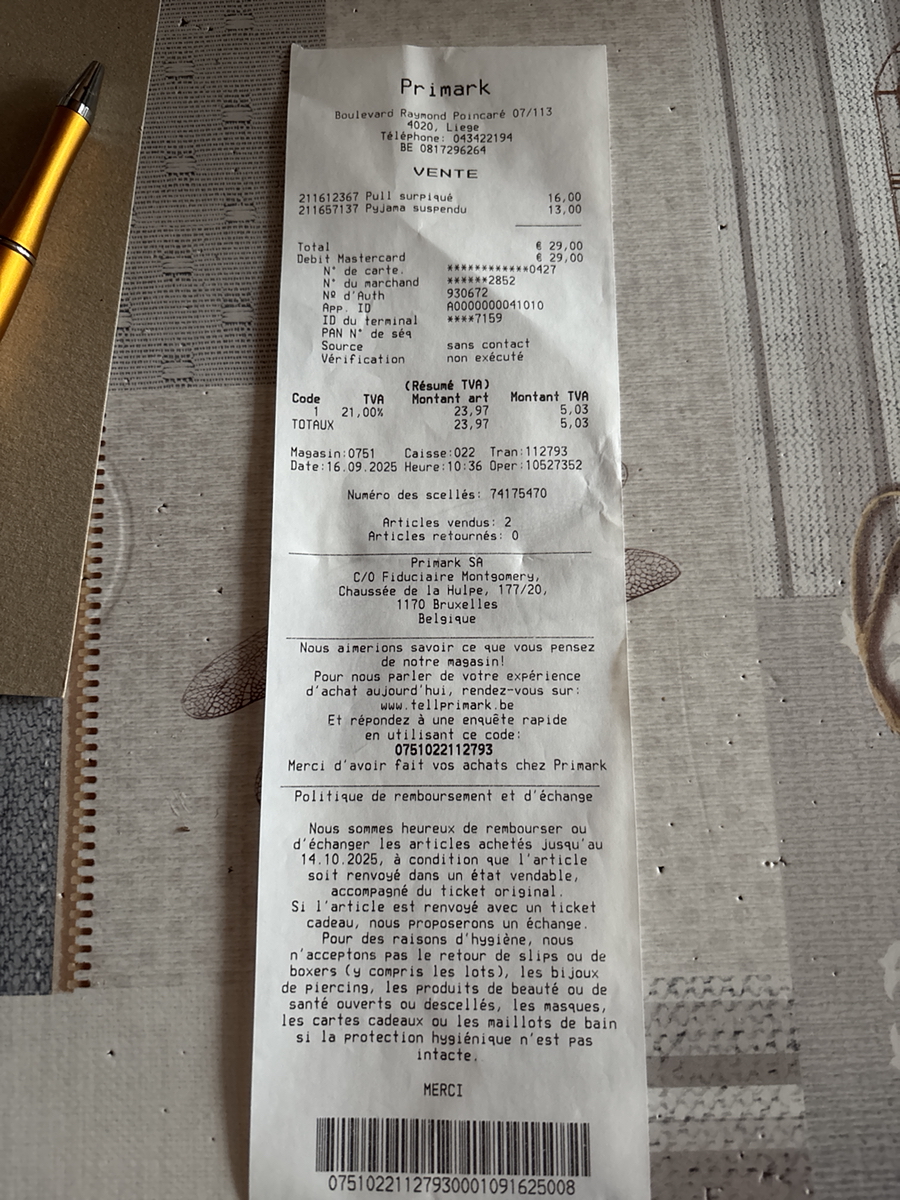 Primark
Boulevard Raymond Poincaré 07/113
4020, Liege
Téléphone: 043422194
BE 0817296264
VENTE
211612367 Pull surpiqué 16,00
211657137 Pyjama suspendu 13,00
Total € 29,00
Debit Mastercard € 29,00
N° de carte. ************0427
N° du marchand ******2852
Nº d'Auth 930672
App. ID A0000000041010
ID du terminal ****7159
PAN N° de séq
Source sans contact
Vérification non exécuté
(Résumé TVA)
Code TVA Montant art Montant TVA
1 21,00% 23,97 5,03
TOTAUX 23,97 5,03
Magasin:0751 Caisse:022 Tran:112793
Date:16.09.2025 Heure:10:36 Oper:10527352
Numéro des scellés: 74175470
Articles vendus: 2
Articles retournés: 0
Primark SA
C/O Fiduciaire Montgomery,
Chaussée de la Hulpe, 177/20,
1170 Bruxelles
Belgique
Nous aimerions savoir ce que vous pensez
de notre magasin!
Pour nous parler de votre expérience
d'achat aujourd'hui, rendez-vous sur:
www.tellprimark.be
Et répondez à une enquête rapide
en utilisant ce code:
0751022112793
Merci d'avoir fait vos achats chez Primark
Politique de remboursement et d'échange
Nous sommes heureux de rembourser ou
d'échanger les articles achetés jusqu'au
14.10.2025, à condition que l'article
soit renvoyé dans un état vendable,
accompagné du ticket original.
Si l'article est renvoyé avec un ticket
cadeau, nous proposerons un échange.
Pour des raisons d'hygiène, nous
n'acceptons pas le retour de slips ou de
boxers (y compris les lots), les bijoux
de piercing, les produits de beauté ou de
santé ouverts ou descellés, les masques,
les cartes cadeaux ou les maillots de bain
si la protection hygiénique n'est pas
intacte.
MERCI
07510221127930001091625008